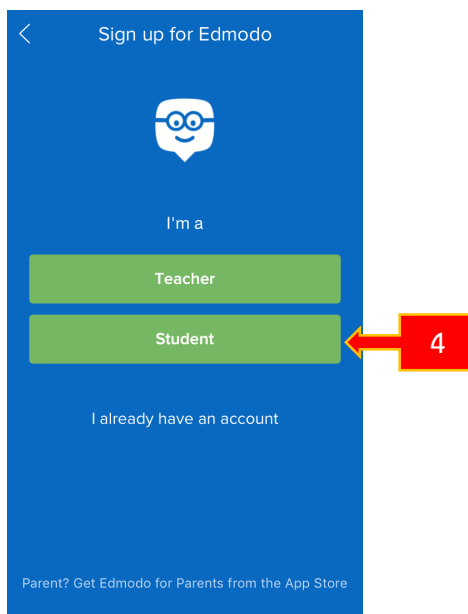 Sign up for Edmodo
I'm a
Teacher
Student
4
I already have an account
Parent? Get Edmodo for Parents from the App Store